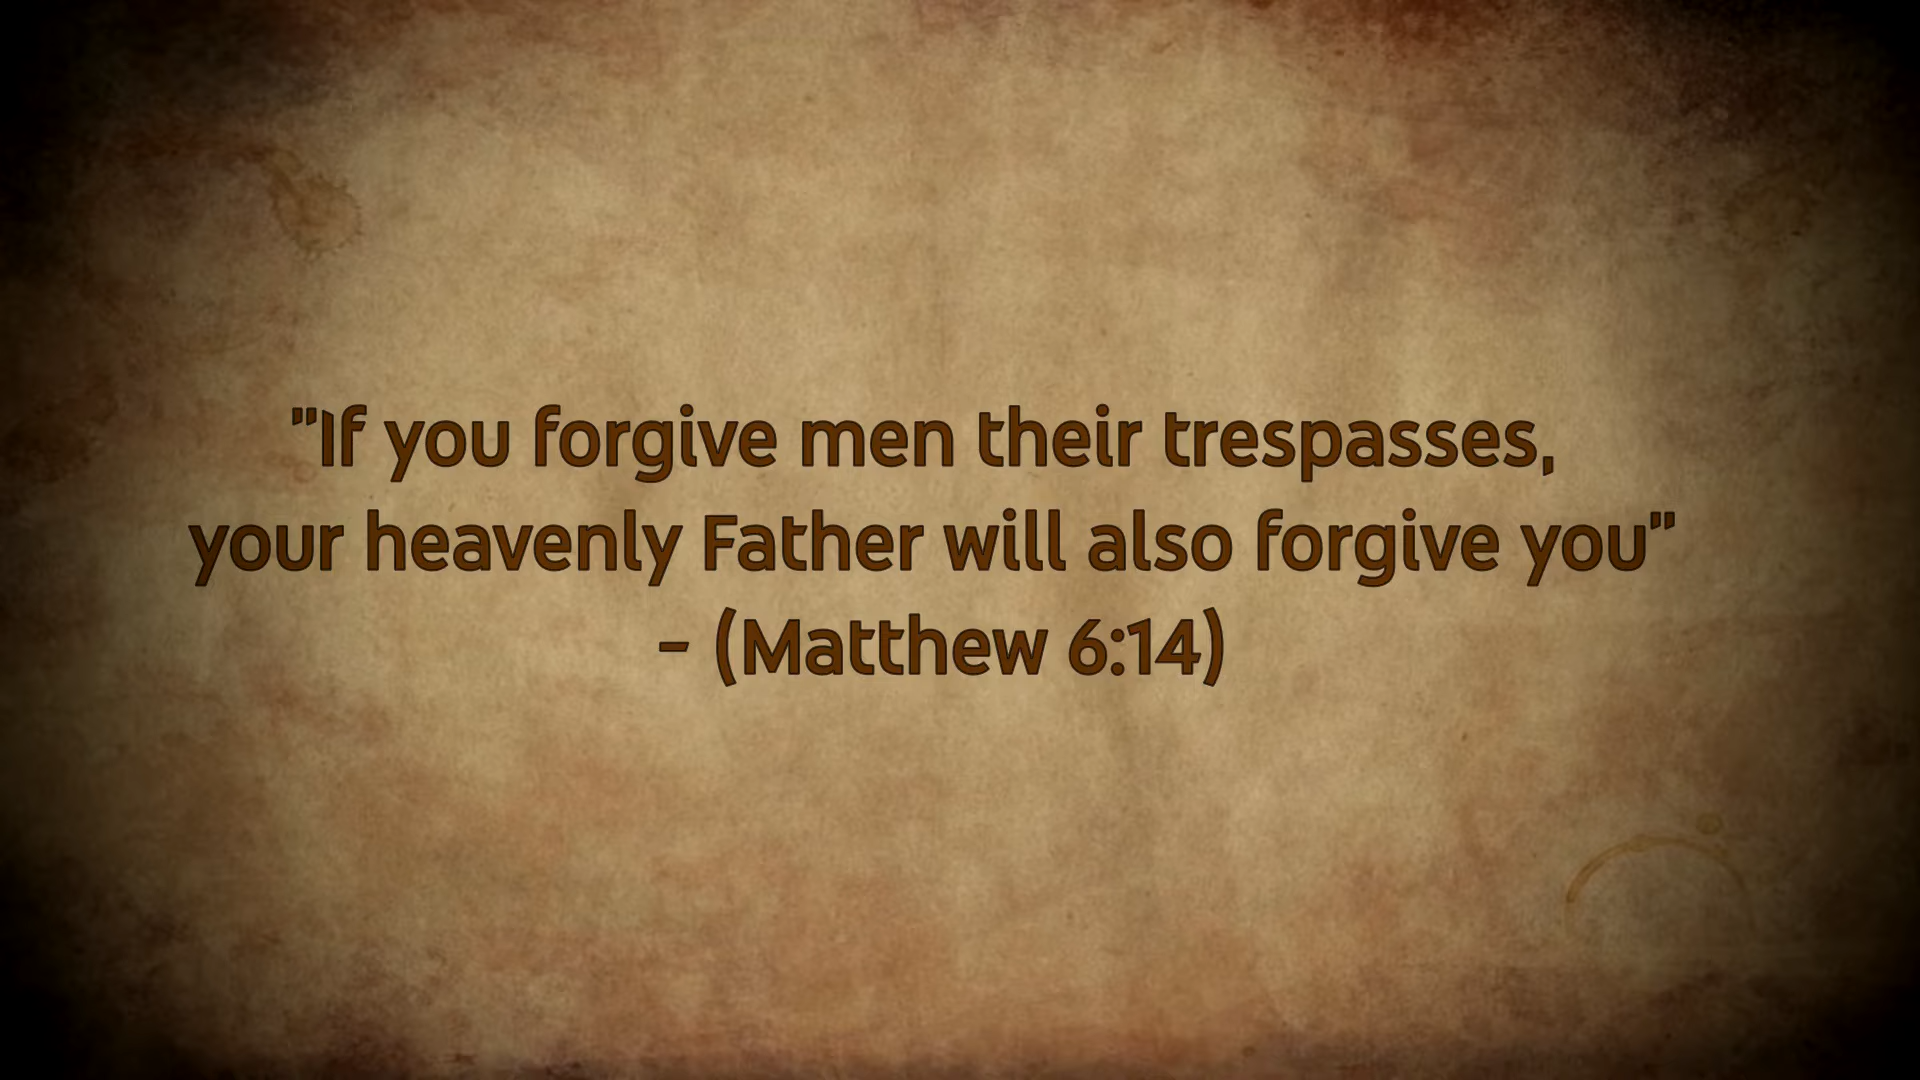 "If you forgive men their trespasses,
your heavenly Father will also forgive you"
- (Matthew 6:14)